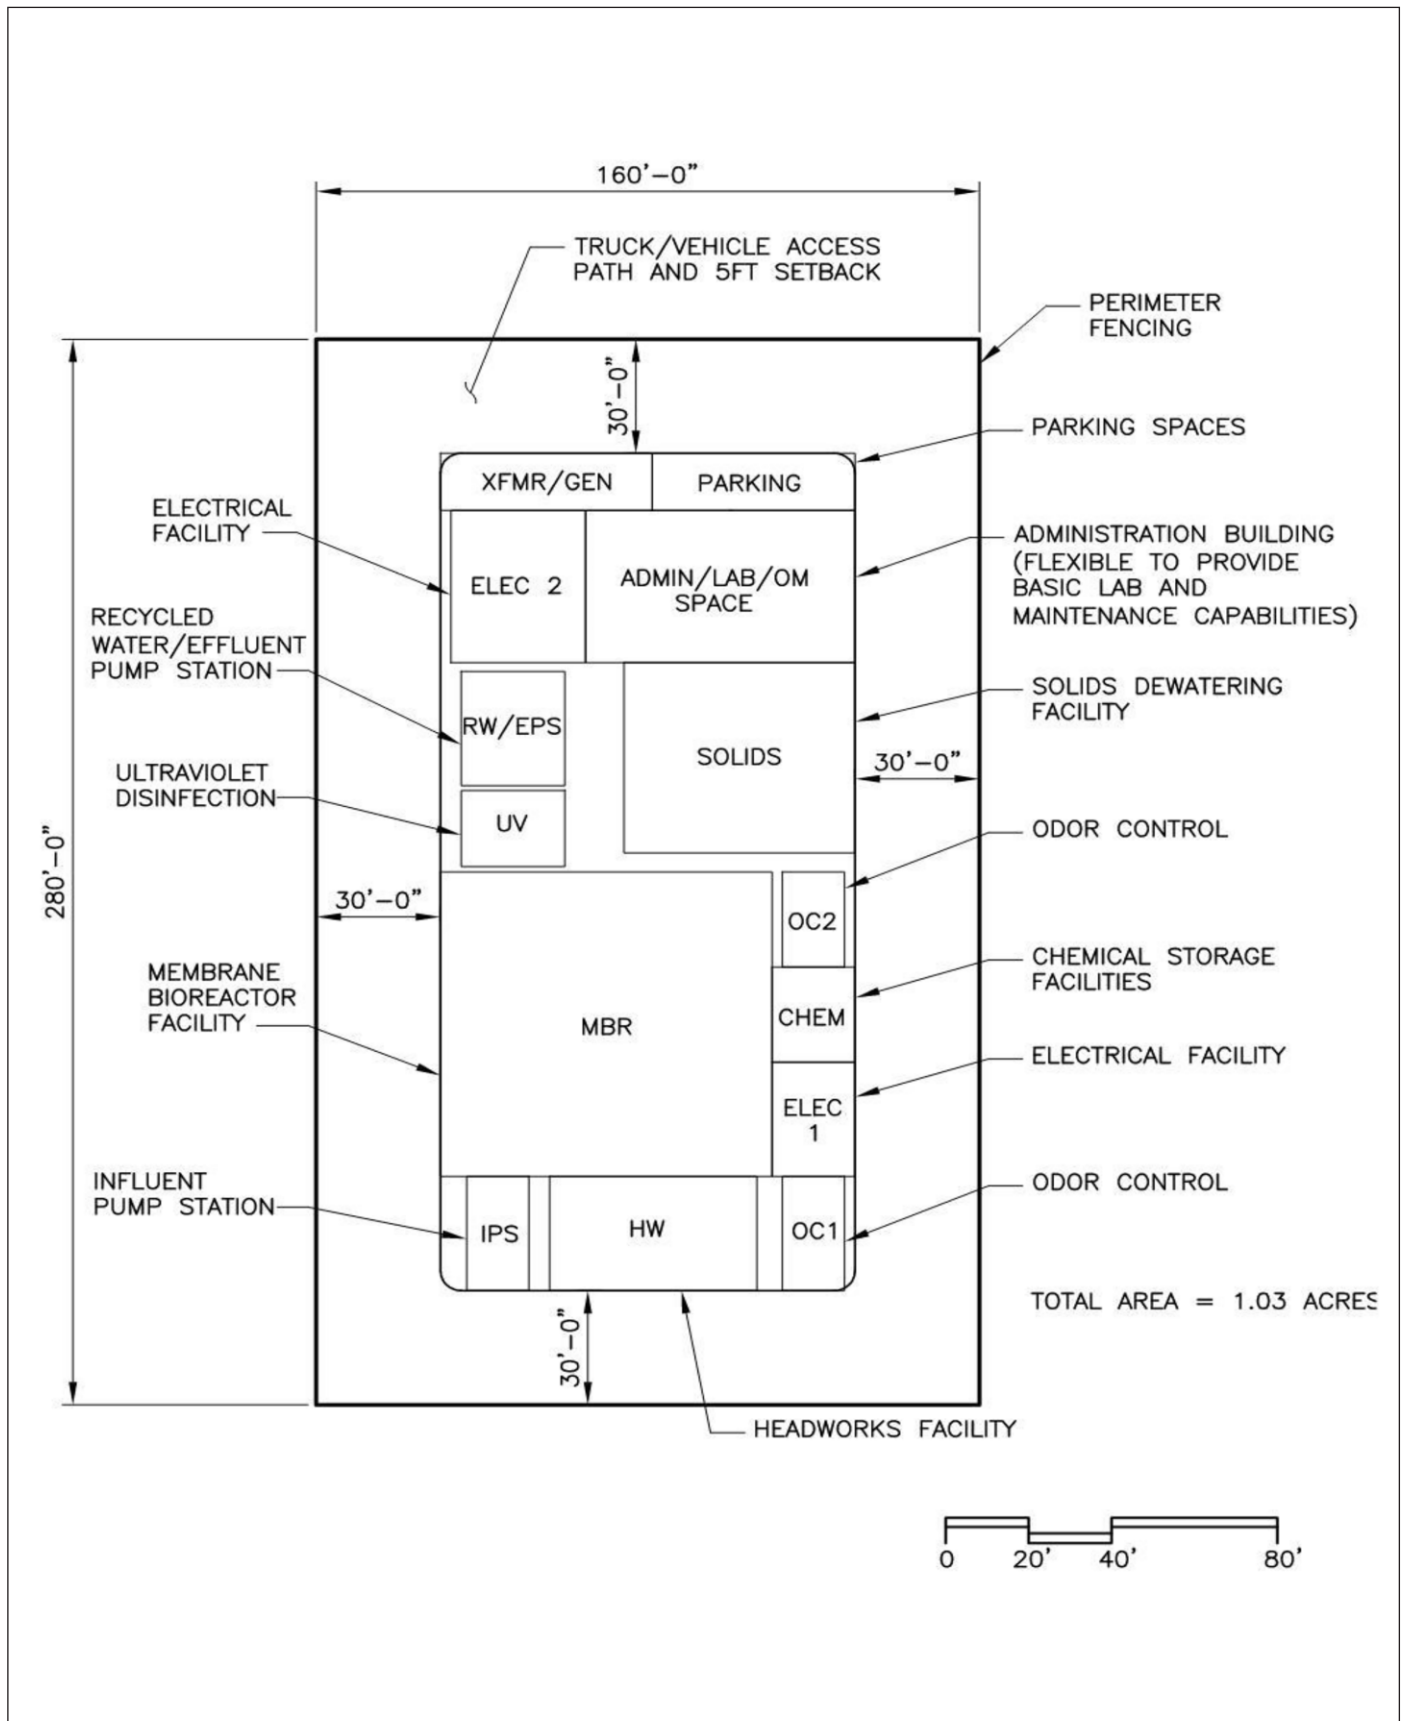 160'-0"
TRUCK/VEHICLE ACCESS
PATH AND 5FT SETBACK
PERIMETER
FENCING
30'-0"
PARKING SPACES
XFMR/GEN
PARKING
ELECTRICAL
FACILITY
ADMINISTRATION BUILDING
(FLEXIBLE TO PROVIDE
BASIC LAB AND
MAINTENANCE CAPABILITIES)
ELEC 2
ADMIN/LAB/OM
SPACE
RECYCLED
WATER/EFFLUENT
PUMP STATION
SOLIDS DEWATERING
FACILITY
RW/EPS
SOLIDS
30'-0"
ULTRAVIOLET
DISINFECTION
UV
ODOR CONTROL
280'-0"
30'-0"
OC2
MEMBRANE
BIOREACTOR
FACILITY
CHEMICAL STORAGE
FACILITIES
MBR
CHEM
ELECTRICAL FACILITY
ELEC
1
INFLUENT
PUMP STATION
ODOR CONTROL
IPS
HW
OC1
TOTAL AREA = 1.03 ACRES
30'-0"
HEADWORKS FACILITY
0 20' 40' 80'